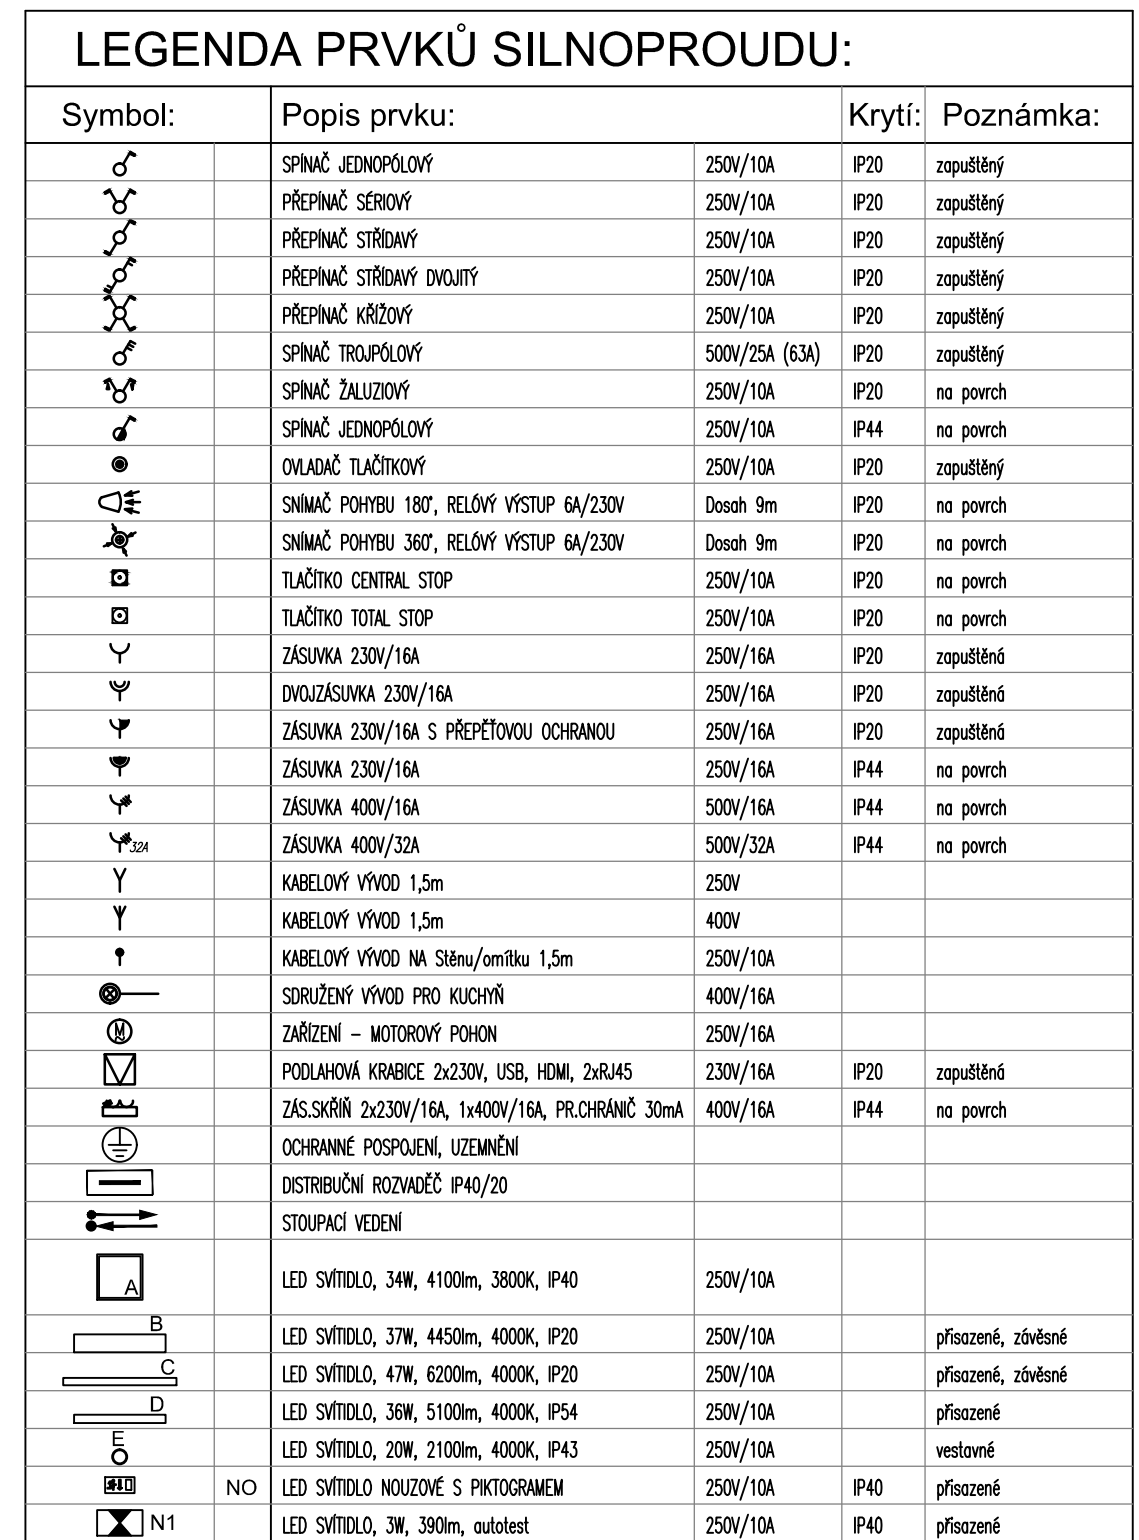 LEGENDA PRVKŮ SILNOPROUDU:
Symbol: Popis prvku: Krytí: Poznámka:
SPÍNAČ JEDNOPÓLOVÝ 250V/10A IP20 zapuštěný
PŘEPÍNAČ SÉRIOVÝ 250V/10A IP20 zapuštěný
PŘEPÍNAČ STŘÍDAVÝ 250V/10A IP20 zapuštěný
PŘEPÍNAČ STŘÍDAVÝ DVOJITÝ 250V/10A IP20 zapuštěný
PŘEPÍNAČ KŘÍŽOVÝ 250V/10A IP20 zapuštěný
SPÍNAČ TROJPÓLOVÝ 500V/25A (63A) IP20 zapuštěný
SPÍNAČ ŽALUZIOVÝ 250V/10A IP20 na povrch
SPÍNAČ JEDNOPÓLOVÝ 250V/10A IP44 na povrch
OVLADAČ TLAČÍTKOVÝ 250V/10A IP20 zapuštěný
SNÍMAČ POHYBU 180°, RELÓVÝ VÝSTUP 6A/230V Dosah 9m IP20 na povrch
SNÍMAČ POHYBU 360°, RELÓVÝ VÝSTUP 6A/230V Dosah 9m IP20 na povrch
TLAČÍTKO CENTRAL STOP 250V/10A IP20 na povrch
TLAČÍTKO TOTAL STOP 250V/10A IP20 na povrch
ZÁSUVKA 230V/16A 250V/16A IP20 zapuštěná
DVOJZÁSUVKA 230V/16A 250V/16A IP20 zapuštěná
ZÁSUVKA 230V/16A S PŘEPĚŤOVOU OCHRANOU 250V/16A IP20 zapuštěná
ZÁSUVKA 230V/16A 250V/16A IP44 na povrch
ZÁSUVKA 400V/16A 500V/16A IP44 na povrch
32A ZÁSUVKA 400V/32A 500V/32A IP44 na povrch
KABELOVÝ VÝVOD 1,5m 250V
KABELOVÝ VÝVOD 1,5m 400V
KABELOVÝ VÝVOD NA Stěnu/omítku 1,5m 250V/10A
SDRUŽENÝ VÝVOD PRO KUCHYŇ 400V/16A
M ZAŘÍZENÍ – MOTOROVÝ POHON 250V/16A
PODLAHOVÁ KRABICE 2x230V, USB, HDMI, 2xRJ45 230V/16A IP20 zapuštěná
ZÁS.SKŘÍŇ 2x230V/16A, 1x400V/16A, PR.CHRÁNIČ 30mA 400V/16A IP44 na povrch
OCHRANNÉ POSPOJENÍ, UZEMNĚNÍ
DISTRIBUČNÍ ROZVADĚČ IP40/20
STOUPACÍ VEDENÍ
A LED SVÍTIDLO, 34W, 4100lm, 3800K, IP40 250V/10A
B LED SVÍTIDLO, 37W, 4450lm, 4000K, IP20 250V/10A přisazené, závěsné
C LED SVÍTIDLO, 47W, 6200lm, 4000K, IP20 250V/10A přisazené, závěsné
D LED SVÍTIDLO, 36W, 5100lm, 4000K, IP54 250V/10A přisazené
E LED SVÍTIDLO, 20W, 2100lm, 4000K, IP43 250V/10A vestavné
NO LED SVÍTIDLO NOUZOVÉ S PIKTOGRAMEM 250V/10A IP40 přisazené
N1 LED SVÍTIDLO, 3W, 390lm, autotest 250V/10A IP40 přisazené